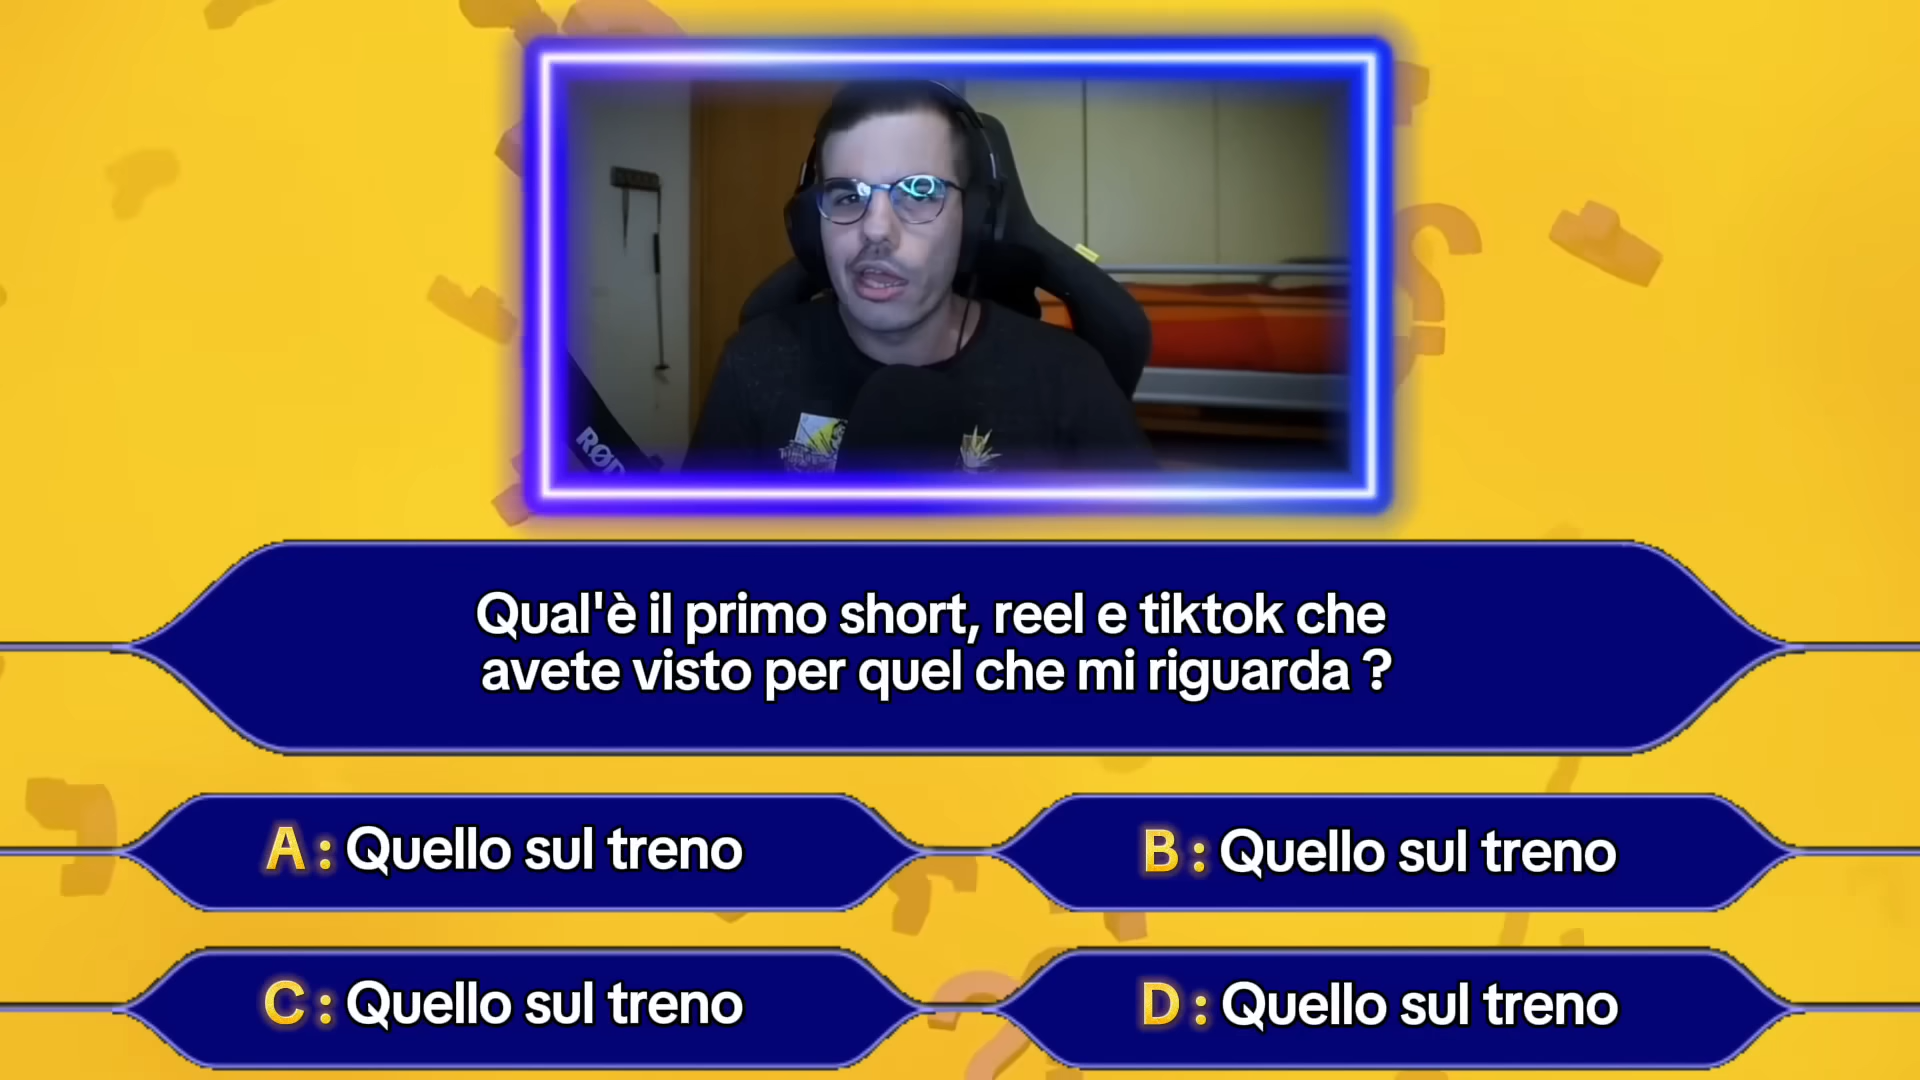 RØD
Qual'è il primo short, reel e tiktok che
avete visto per quel che mi riguarda ?
A : Quello sul treno
B : Quello sul treno
C : Quello sul treno
D : Quello sul treno